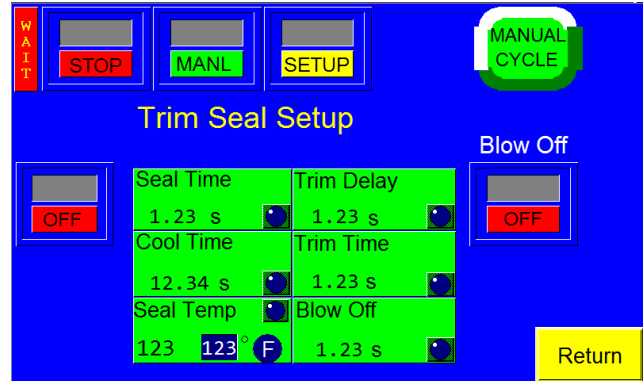 WAIT
STOP
MANL
SETUP
MANUAL
CYCLE
Trim Seal Setup
Blow Off
OFF
Seal Time
1.23 s
Trim Delay
1.23 s
OFF
Cool Time
12.34 s
Trim Time
1.23 s
Seal Temp
123 123° F
Blow Off
1.23 s
Return